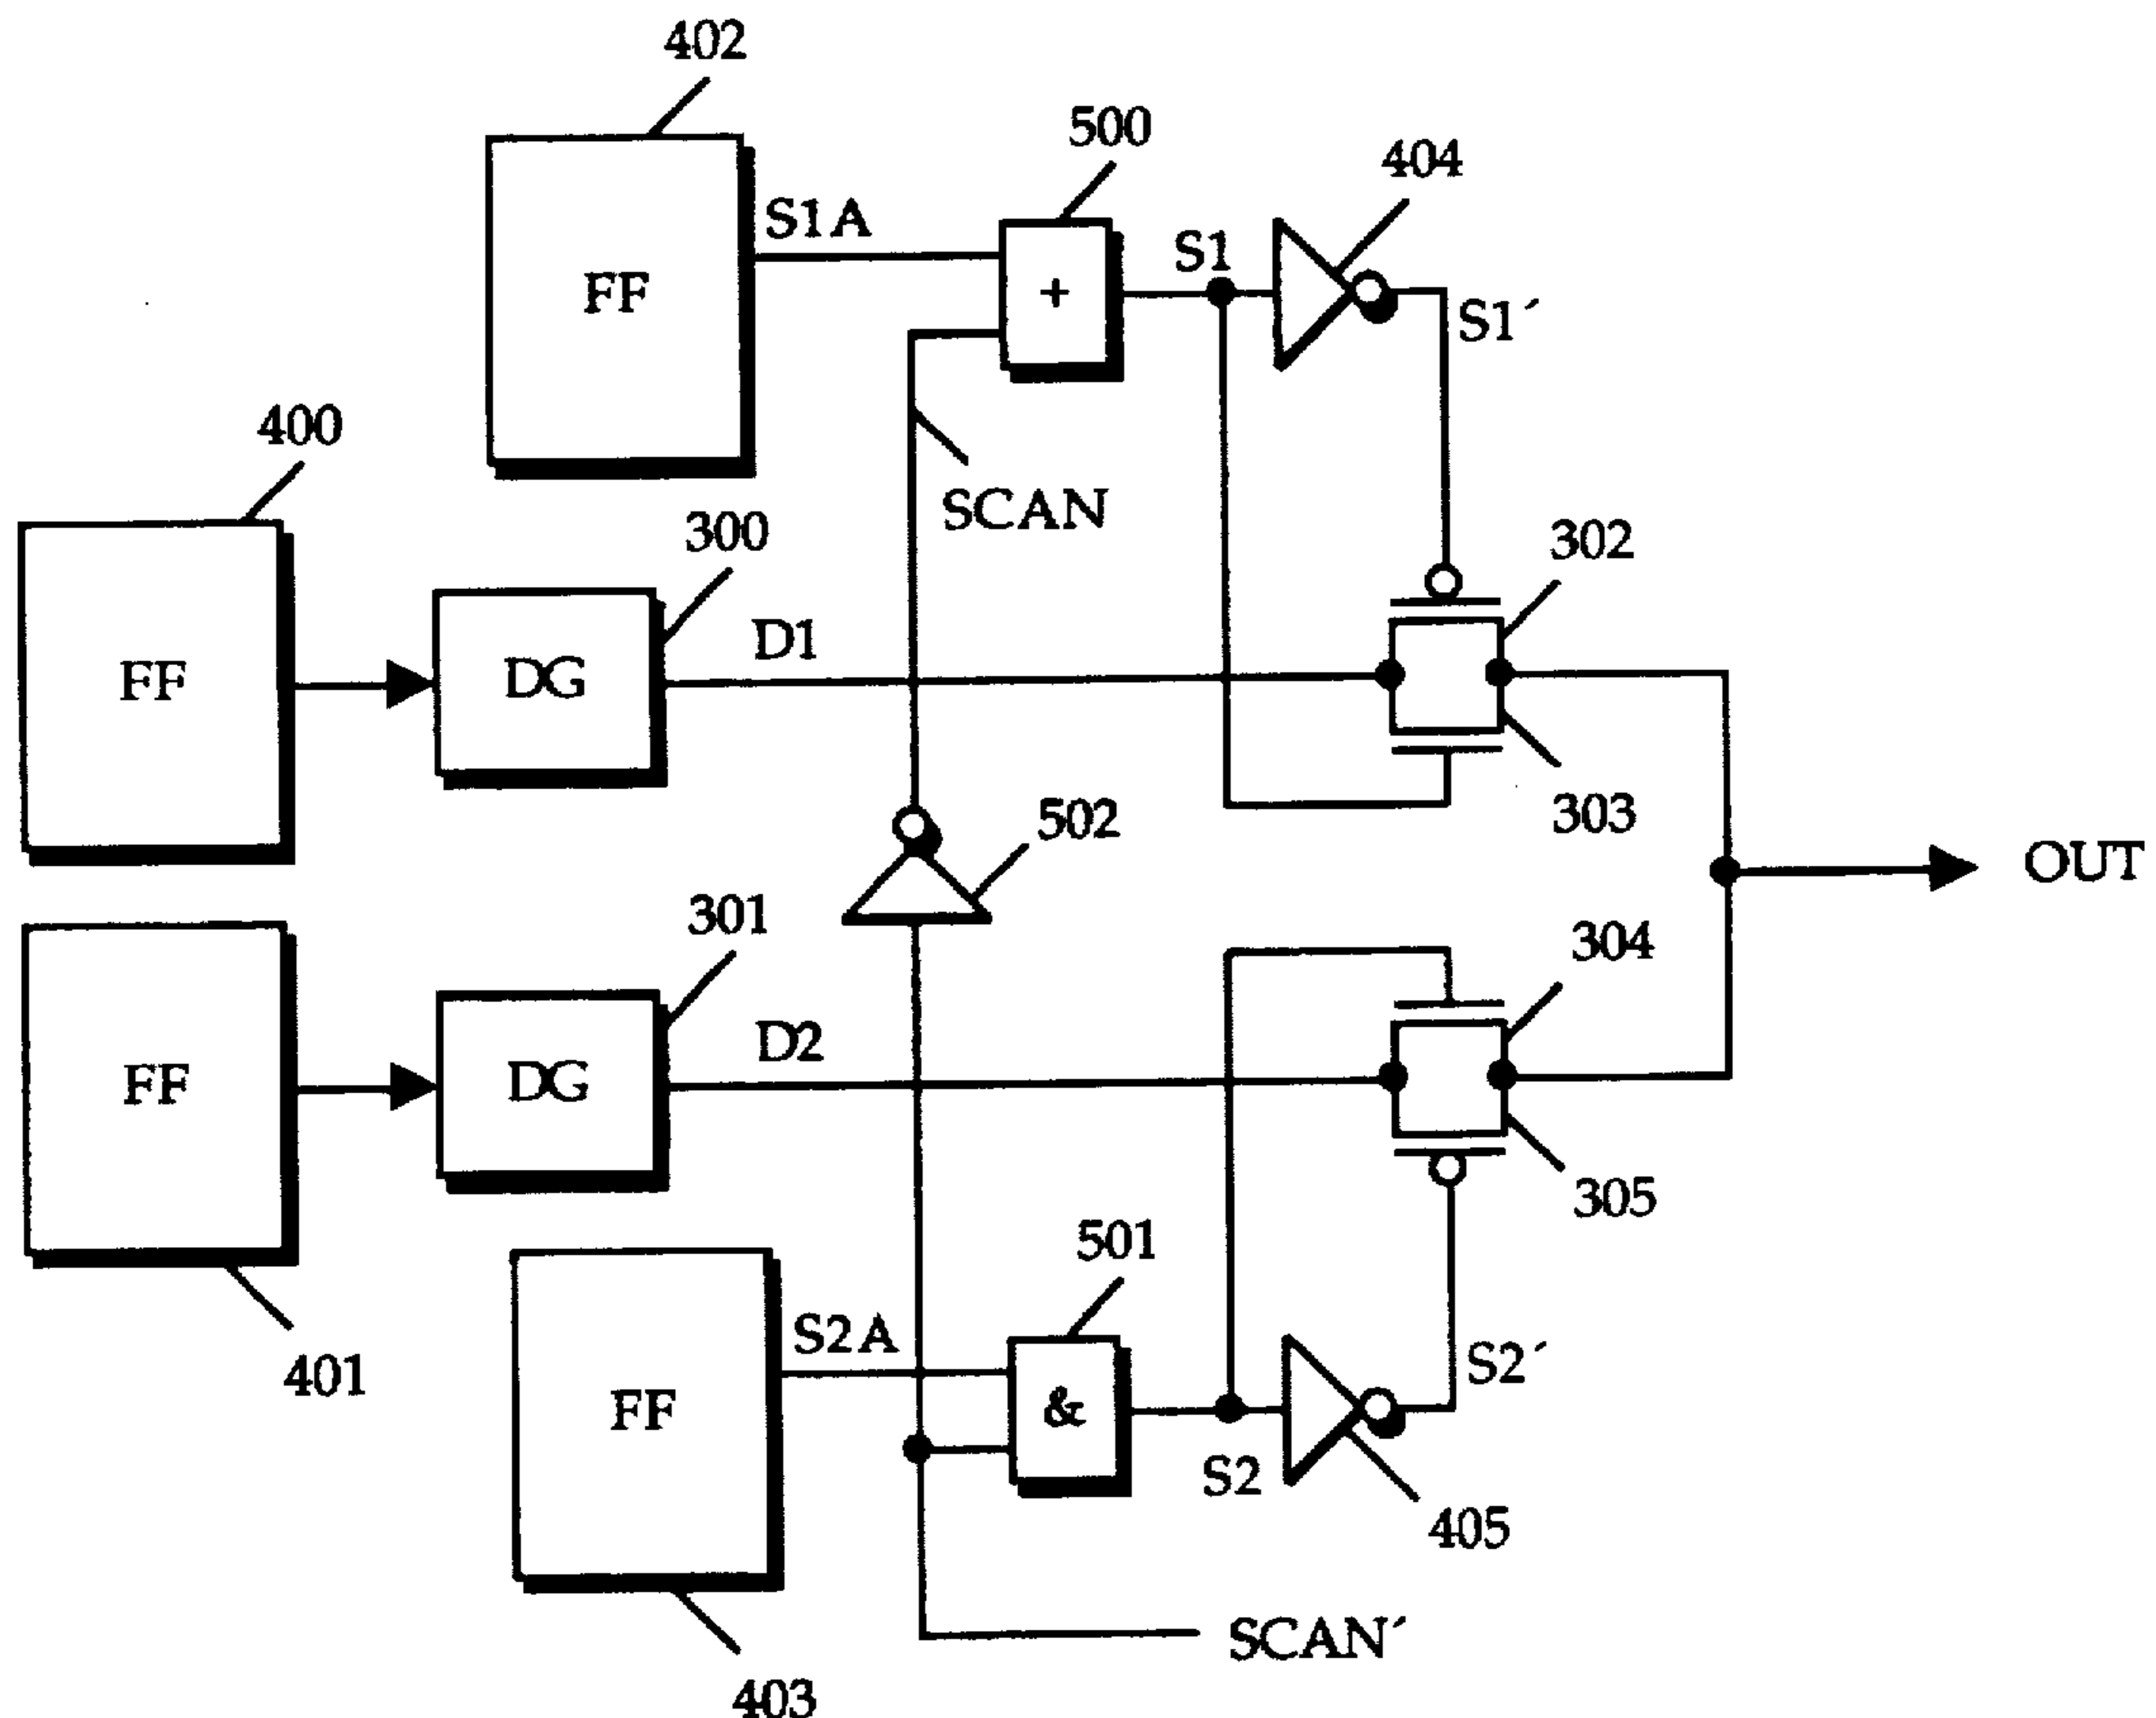 402
500
404
S1A
S1
FF
+
S1´
400
SCAN
300
302
D1
FF
DG
303
502
OUT
301
304
D2
FF
DG
305
501
S2A
S2´
401
FF
&
S2
405
SCAN´
403